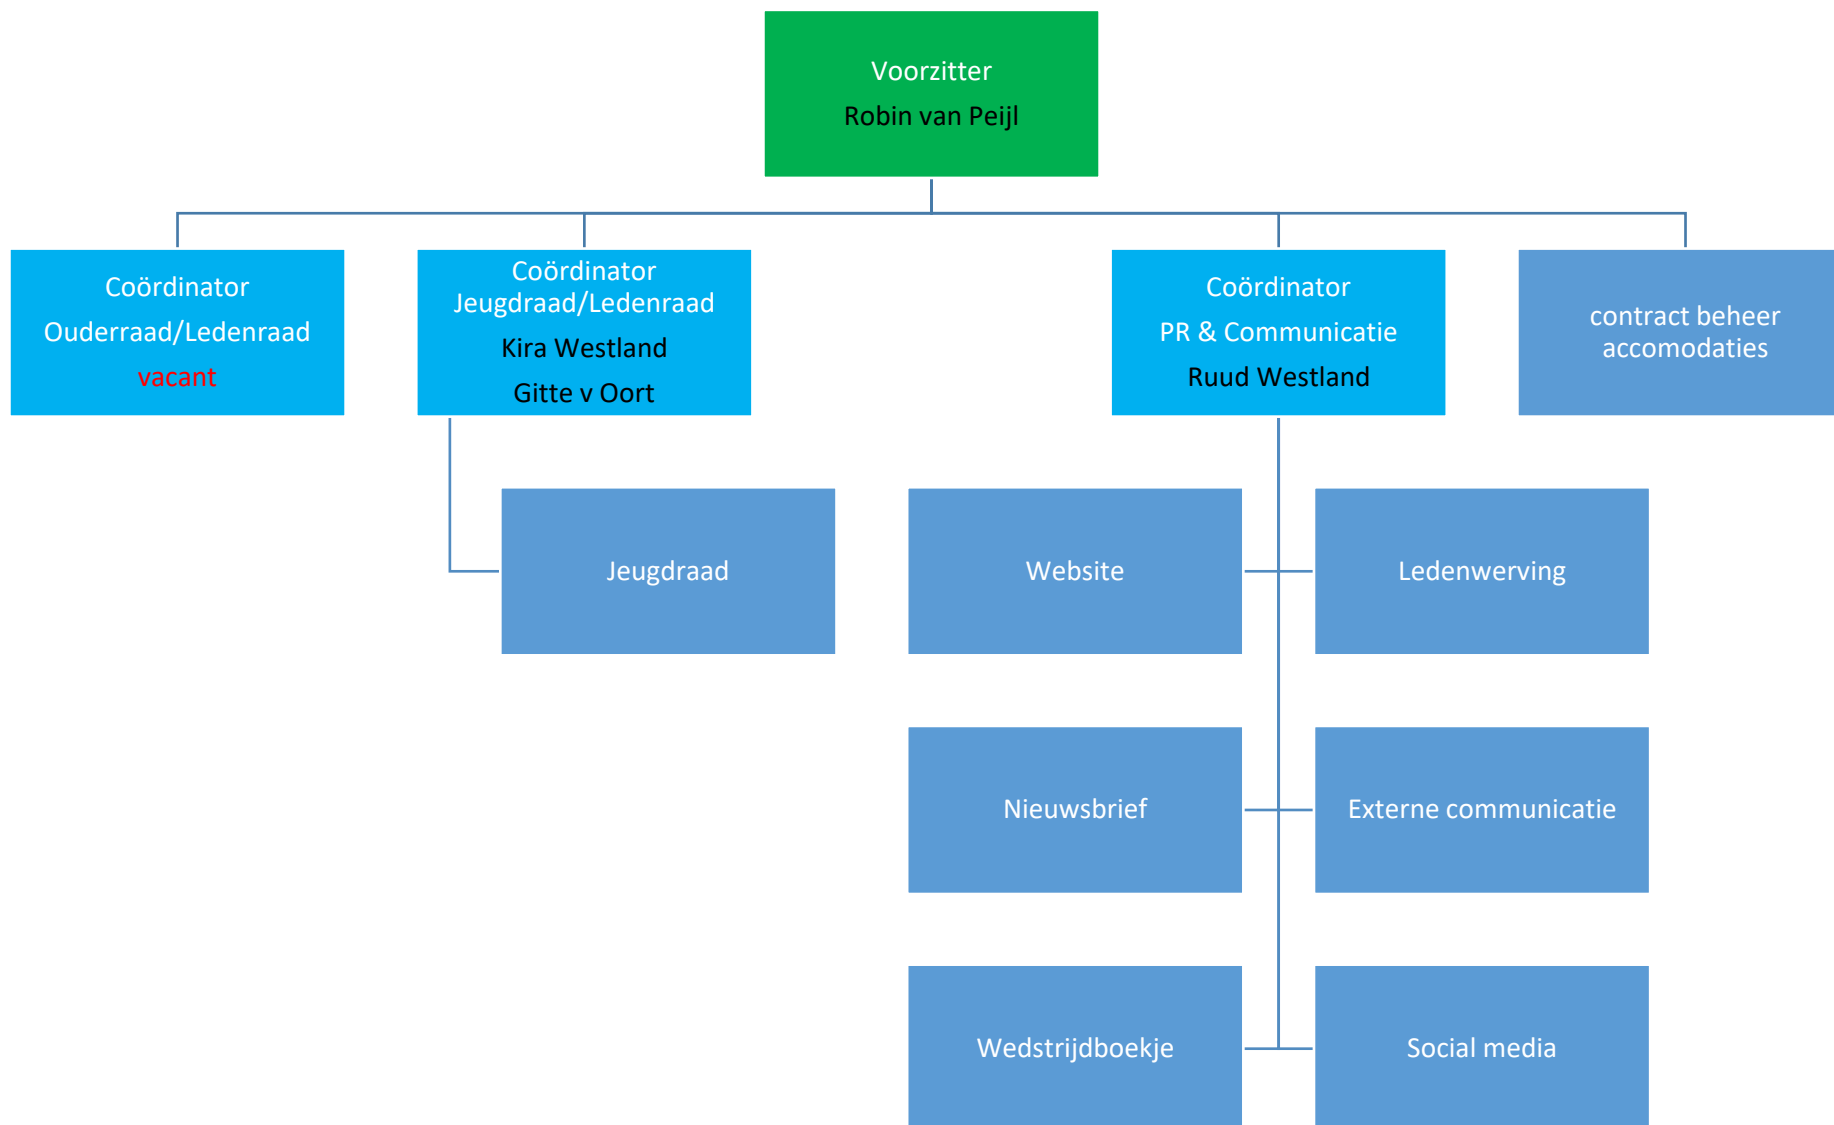 Voorzitter
Robin van Peijl
Coördinator
Ouderraad/Ledenraad
vacant
Coördinator
Jeugdraad/Ledenraad
Kira Westland
Gitte v Oort
Coördinator
PR & Communicatie
Ruud Westland
contract beheer
accomodaties
Jeugdraad
Website
Ledenwerving
Nieuwsbrief
Externe communicatie
Wedstrijdboekje
Social media